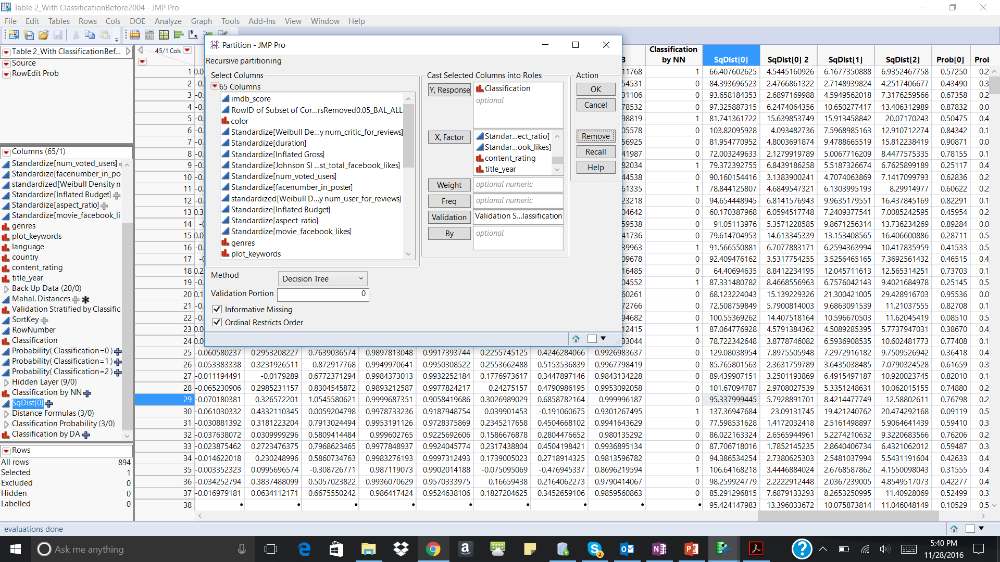 Table 2_With ClassificationBefore2004 - JMP Pro
File Edit Tables Rows Cols DOE Analyze Graph Tools Add-Ins View Window Help
Table 2_With ClassificationBef...
Source
RowEdit Prob
Columns (65/1)
Standardize[num_voted_users]
Standardize[facenumber_in_po
standardized[Weibull Density n
Standardize[Inflated Budget]
Standardize[aspect_ratio]
Standardize[movie_facebook_li
genres
plot_keywords
language
country
content_rating
title_year
Back Up Data (20/0)
Mahal. Distances
Validation Stratified by Classific
SortKey
RowNumber
Classification
Probability( Classification=0)
Probability( Classification=1)
Probability( Classification=2)
Hidden Layer (9/0)
Classification by NN
SqDist[0]
Distance Formulas (3/0)
Classification Probability (3/0)
Classification by DA
Rows
All rows 894
Selected 1
Excluded 0
Hidden 0
Labelled 0
Partition - JMP Pro
Recursive partitioning
Select Columns
65 Columns
imdb_score
RowID of Subset of Cor...rsRemoved0.05_BAL_ALL
color
Standardize[Weibull De...y num_critic_for_reviews]
Standardize[duration]
Standardize[Inflated Gross]
Standardize[Johnson Sl ...st_total_facebook_likes]
Standardize[num_voted_users]
Standardize[facenumber_in_poster]
standardized[Weibull D...y num_user_for_reviews]
Standardize[Inflated Budget]
Standardize[aspect_ratio]
Standardize[movie_facebook_likes]
genres
plot_keywords
Method Decision Tree
Validation Portion 0
Informative Missing
Ordinal Restricts Order
Cast Selected Columns into Roles
Y, Response Classification
optional
X, Factor Standar...ect_ratio]
Standar...ook_likes]
content_rating
title_year
Weight optional numeric
Freq optional numeric
Validation Validation S...lassification
By optional
Action
OK
Cancel
Remove
Recall
Help
45/1 Cols
3 Classification by NN SqDist[0] SqDist[0] 2 SqDist[1] SqDist[2] Prob[0] Prob
1 0.0 11768 1 66.407602625 4.5445160926 6.1677350888 6.9352467758 0.57250 0.2
2 -0. 54531 0 84.393696523 2.4766861322 2.7148939824 4.2517406677 0.43490 0.3
3 -0. 31106 0 93.658184353 2.6897169988 4.5949562018 7.3176259566 0.67358 0.2
4 -0. 78532 0 97.325887315 6.2474064356 10.650277417 13.406312989 0.87832 0.0
5 -0. 98819 1 81.741361722 15.639853749 15.913458842 20.07170243 0.50475 0.4
6 -0. 05578 0 103.82095928 4.093482736 7.5968985163 12.910712274 0.84342 0.1
7 -0. 56925 0 81.954770952 4.8003691874 9.4788665519 15.812238419 0.90871 0.0
8 -0. 41987 0 72.003249633 2.1279919789 5.0067716209 8.4477575335 0.78155 0.1
9 -0. 82034 1 79.372392755 6.8439186258 5.5187326674 6.7625899189 0.25117 0.4
10 -0. 44538 0 90.160154416 3.1383900241 4.7074063869 7.1417099793 0.62836 0.2
11 -0. 61335 1 78.844125807 4.6849547321 6.1303995193 8.29914977 0.60622 0.2
12 -0. 23218 0 94.654448945 6.8141576943 9.9635179551 16.437845169 0.82291 0.1
13 0.3 04642 0 60.170387968 6.0594517748 7.2409377541 7.0085242595 0.45954 0.2
14 - 59538 0 91.05113976 5.3571228585 9.8671256314 13.736234269 0.89284 0.0
15 0.0 41736 0 79.614704953 14.613345339 13.153408565 16.406600886 0.28711 0.5
16 -0. 39963 1 91.566550881 6.7077883171 6.2594363994 10.417835959 0.41533 0.5
17 -0 09678 0 92.409476162 3.5317754255 3.5256465165 7.3692561432 0.46515 0.4
18 0.2 16485 0 64.40694635 8.8412234195 12.045711613 12.565314251 0.73703 0.1
19 -0. 04552 1 87.331480782 8.4668556963 6.7576042143 9.4021684978 0.25145 0.5
20 0.1 60261 0 68.123224043 15.139229326 21.300421005 29.428916703 0.95536 0.0
21 -0. 72766 0 72.508759849 5.7900814003 9.6863091539 11.21037555 0.82708 0.1
22 -0. 94682 0 100.55369262 14.407518164 10.596670503 11.62045419 0.08510 0.5
23 0.0 12415 1 87.064776928 4.5791384362 4.5089285395 5.7737947031 0.38670 0.4
24 0.0 33044 0 78.722342648 3.8778746082 6.5936908535 10.602481773 0.77408 0.1
25 -0.060580237 0.2953208227 0.7639036574 0.9897813048 0.9917393744 0.2255745125 0.4246284066 0.9926983637 0 129.08038954 7.8975505948 7.2972916182 9.7509526942 0.36418 0.4
26 -0.053383338 0.3231926511 0.872917768 0.9949970641 0.9950308522 0.2553662488 0.5153536839 0.9967798419 0 85.765801563 2.2363759789 3.6435038485 7.0790324528 0.61659 0.3
27 -0.011194491 -0.0179289 0.6772371294 0.9984373013 0.9932252184 0.1776973617 0.3447897146 0.9843134228 0 89.439907151 3.2501193869 6.4915497187 10.920023745 0.82010 0.1
28 -0.065230906 0.2985231157 0.8304545872 0.9893212587 0.9977824217 0.24275157 0.4790986195 0.9953092058 0 101.67094787 2.9708027539 5.3351248631 10.062015155 0.74880 0.2
29 -0.070180381 0.326572201 1.0545580621 0.9999687351 0.9058419686 0.3026989029 0.6858782164 0.999996187 0 95.337999445 5.7928891701 8.4214477749 12.58802611 0.76798 0.2
30 -0.061030332 0.4332110345 0.0059204798 0.9978733236 0.9187948754 0.039901453 -0.191060675 0.9301267495 1 137.36947684 23.09131745 19.421240762 20.474292168 0.09119 0.5
31 -0.030881392 0.3181223204 0.7913024494 0.9953191126 0.9728375869 0.2345217658 0.4504668102 0.9941643629 0 77.598531628 1.4172032418 2.5161498897 5.9064641439 0.59410 0.3
32 -0.037638072 0.0309999296 0.5809414484 0.999602765 0.9225692606 0.1586676878 0.2804476652 0.980135292 0 86.022163324 2.6565944961 5.2274210632 9.3220683566 0.76206 0.2
33 -0.023875462 0.2723476375 0.7968623465 0.9977848937 0.9924045774 0.2317438804 0.4504198421 0.9936895134 0 87.706718016 1.7852145235 2.8640406734 6.4321062012 0.59487 0.3
34 -0.014622018 0.230248996 0.5860734763 0.9983276193 0.9997312493 0.1739005023 0.2718914325 0.9813596782 0 94.386534254 2.7380625303 2.5481037994 5.5431191604 0.42633 0.4
35 -0.003352323 0.0995696574 -0.308726771 0.987119073 0.9902014188 -0.075095069 -0.476945337 0.8696219594 1 106.64168218 3.4446884024 2.6768587862 4.1550098043 0.31555 0.4
36 -0.034252794 0.3837488099 0.5057023822 0.9936070629 0.9570333975 0.16659438 0.2164062273 0.9790414067 0 98.259924779 2.2222912448 2.0367239005 4.8549517073 0.42277 0.4
37 -0.016979181 0.0634112171 0.6675550242 0.986417424 0.9524638106 0.1827204625 0.3452659106 0.9859560863 0 85.291296815 7.6879133293 8.2653250995 11.40928069 0.52499 0.3
38 • • • • • • • • • 95.424147983 13.396033672 10.075873814 11.046048149 0.10529 0.5
evaluations done
Ask me anything
3
5:40 PM
11/28/2016